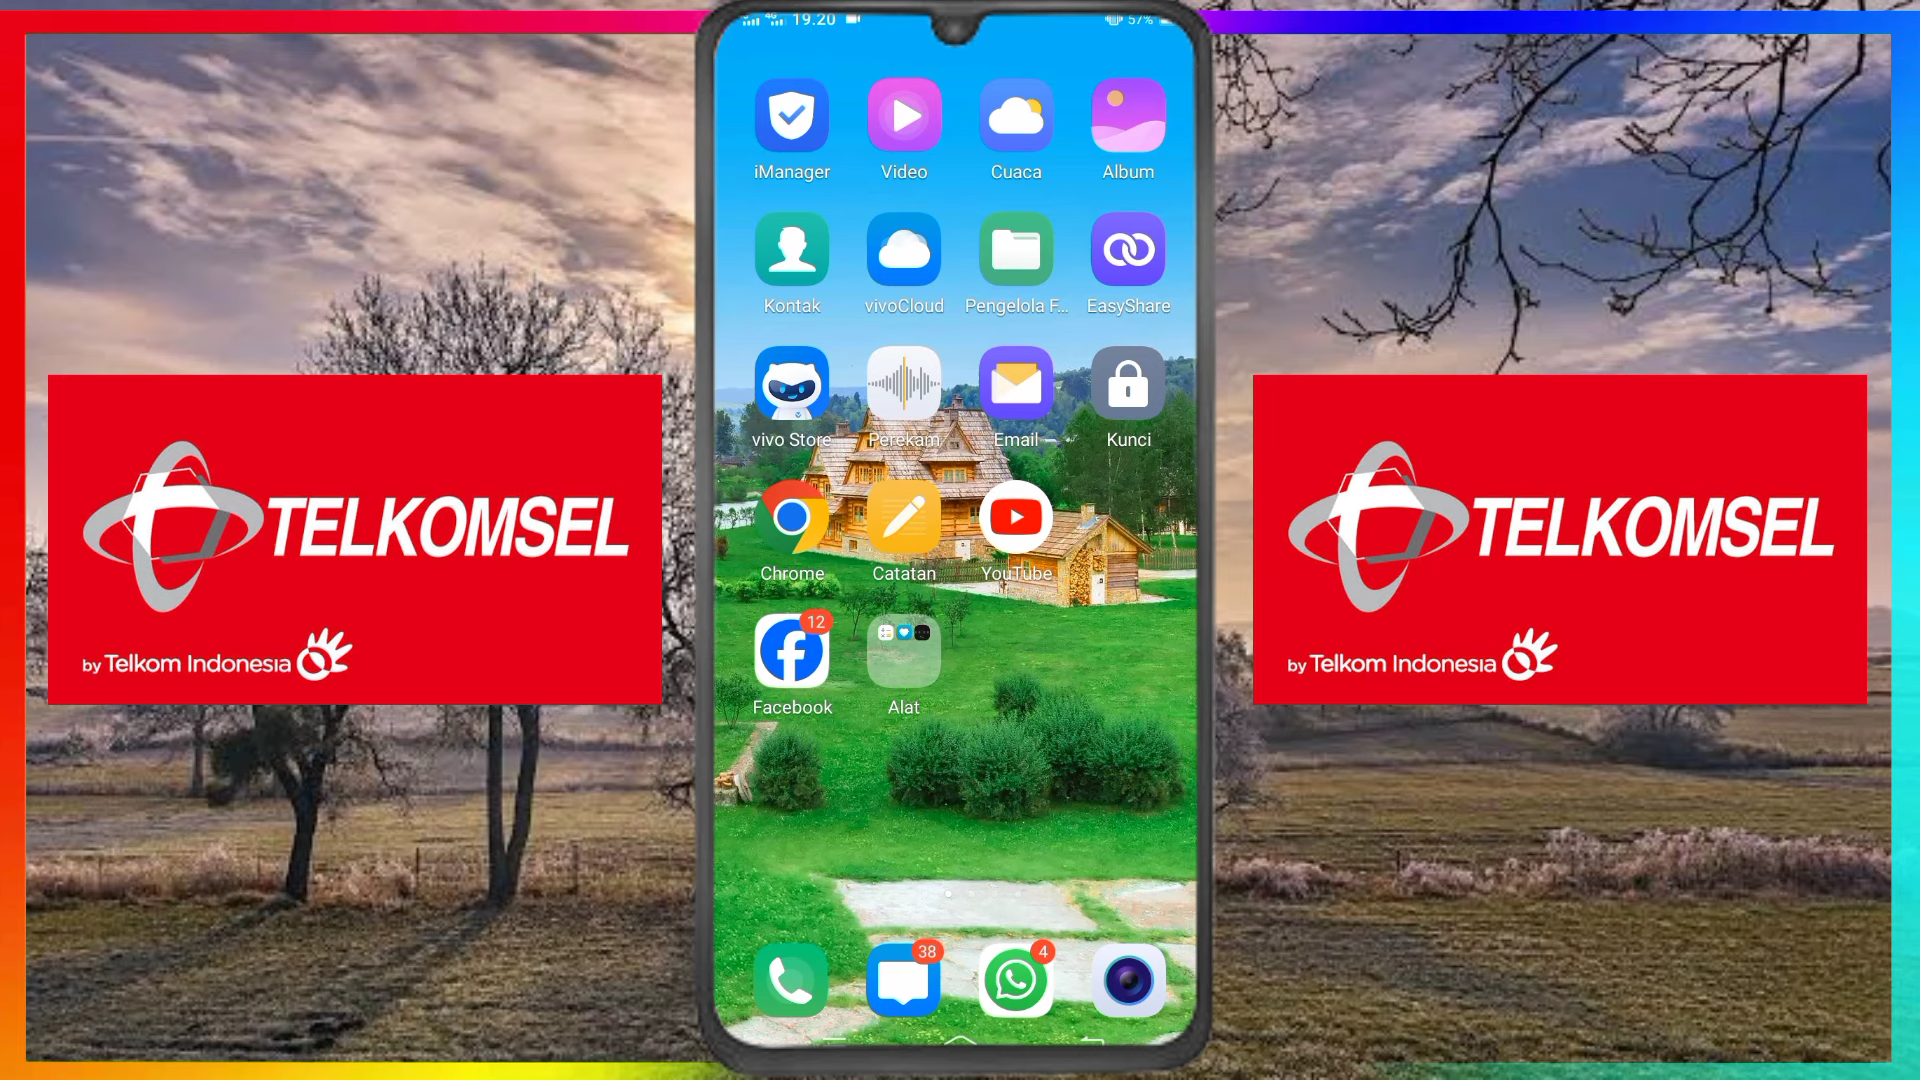 4G 19.20 57%
iManager Video Cuaca Album
Kontak vivoCloud Pengelola F... EasyShare
vivo Store Perekam Email Kunci
Chrome Catatan YouTube
12
Facebook Alat
38 4
TELKOMSEL
by Telkom Indonesia
TELKOMSEL
by Telkom Indonesia